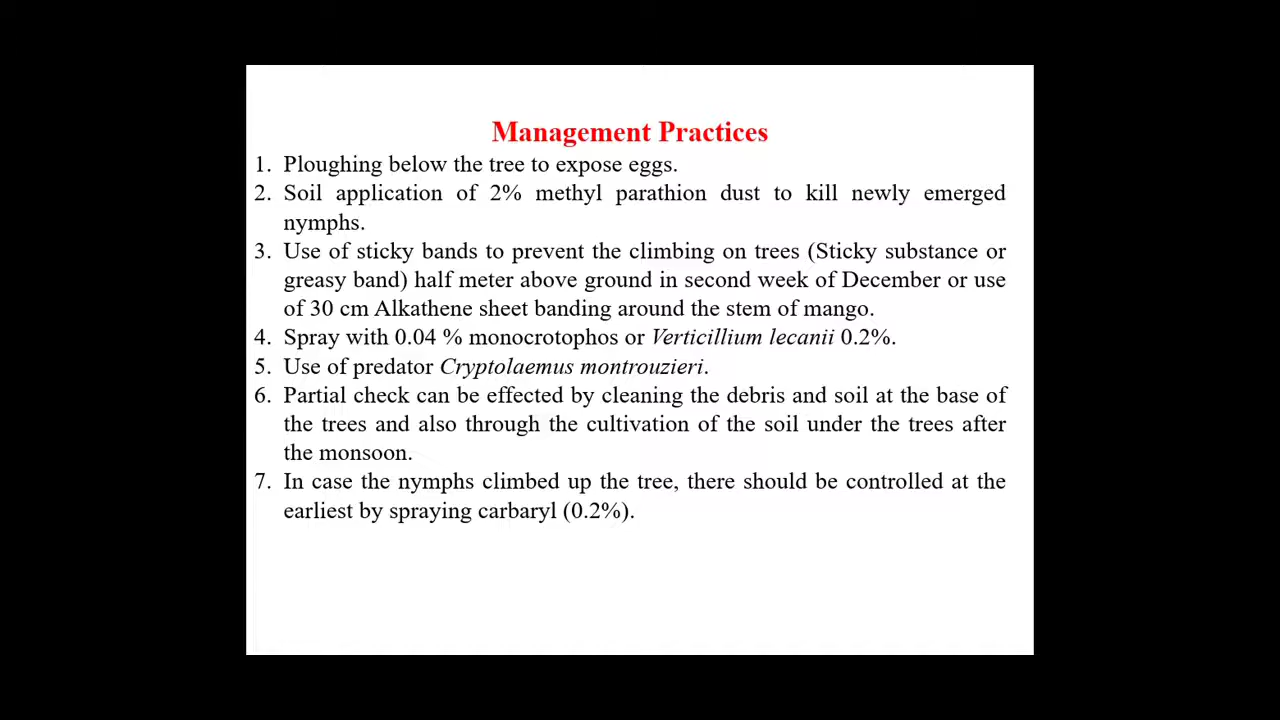 Management Practices
1. Ploughing below the tree to expose eggs.
2. Soil application of 2% methyl parathion dust to kill newly emerged
nymphs.
3. Use of sticky bands to prevent the climbing on trees (Sticky substance or
greasy band) half meter above ground in second week of December or use
of 30 cm Alkathene sheet banding around the stem of mango.
4. Spray with 0.04 % monocrotophos or Verticillium lecanii 0.2%.
5. Use of predator Cryptolaemus montrouzieri.
6. Partial check can be effected by cleaning the debris and soil at the base of
the trees and also through the cultivation of the soil under the trees after
the monsoon.
7. In case the nymphs climbed up the tree, there should be controlled at the
earliest by spraying carbaryl (0.2%).